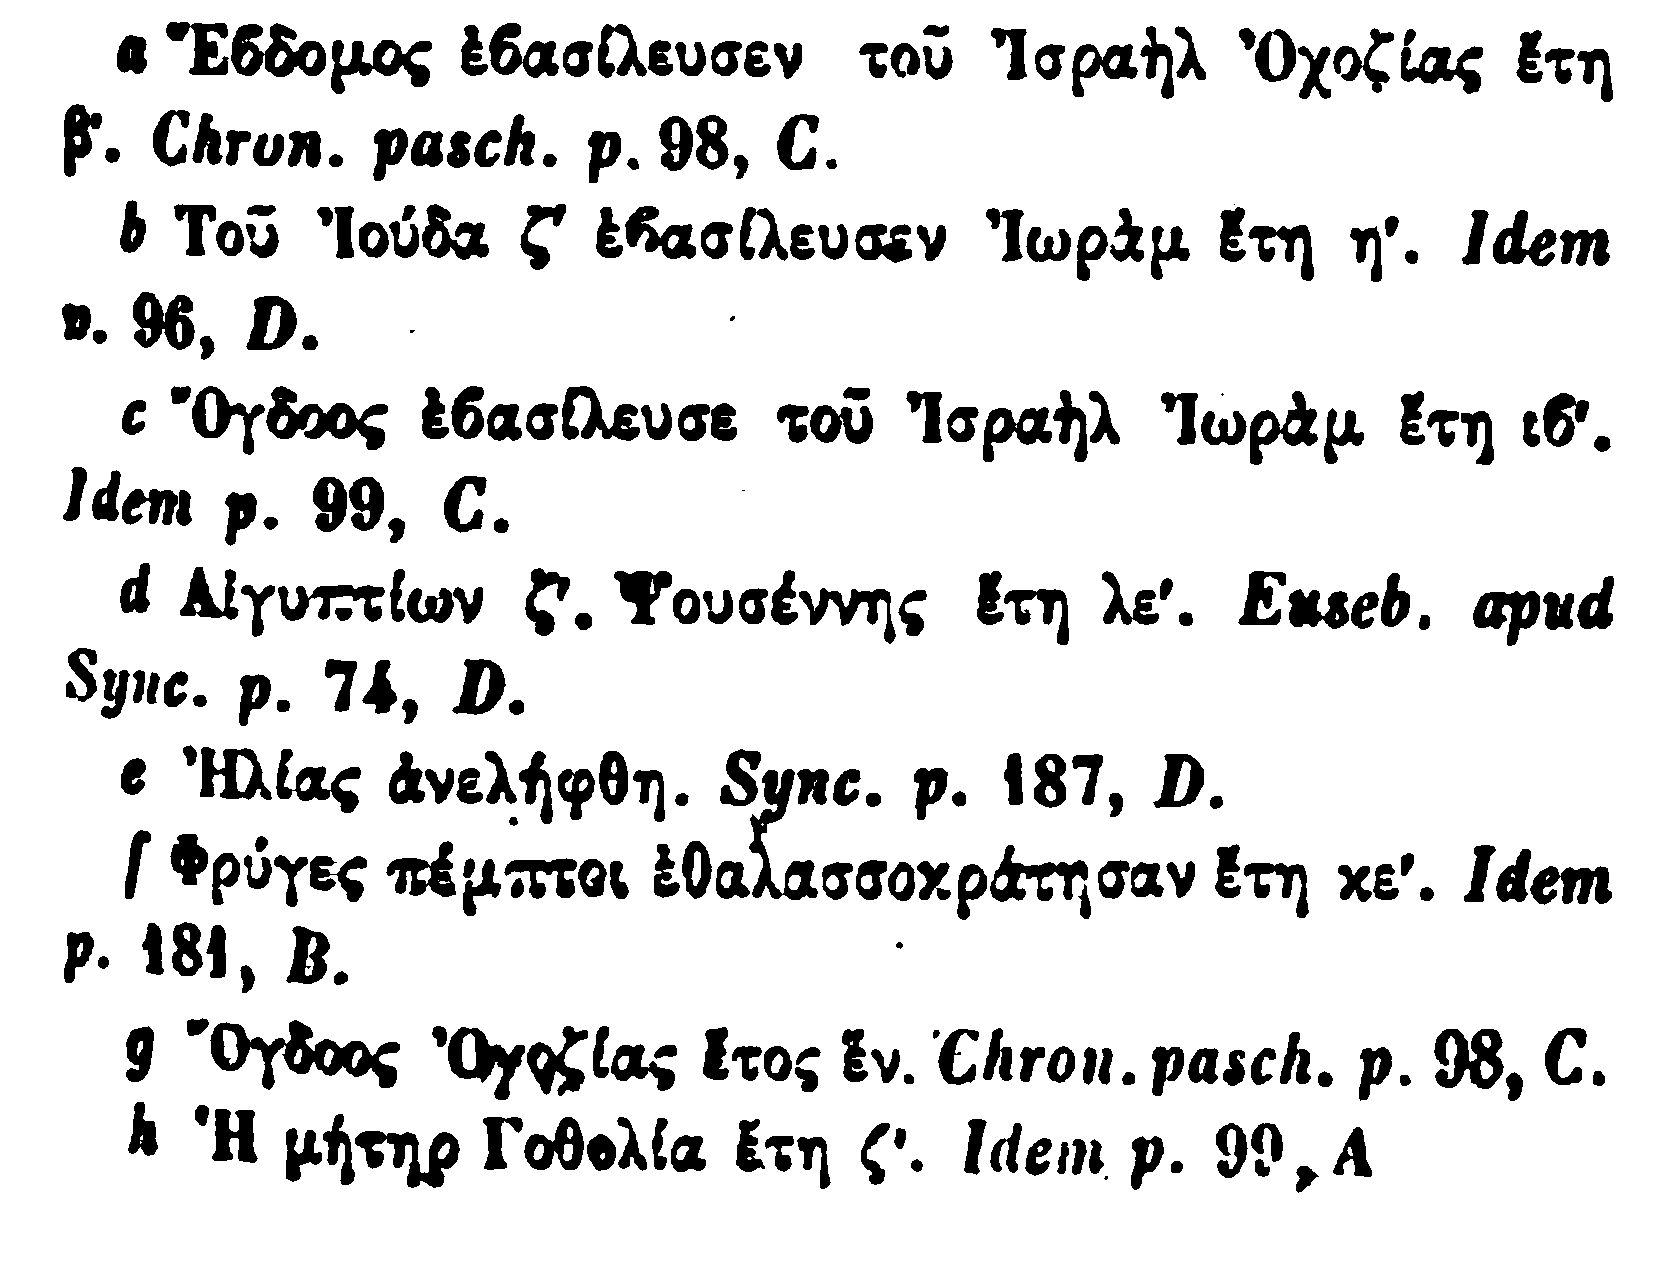 a Ἕϐδομος ἐϐασίλευσεν τοῦ Ἰσραὴλ Ὀχοζίας ἔτη
β'. Chron. pasch. p. 98, C.
b Τοῦ Ἰούδα ζ' ἐϐασίλευσεν Ἰωρὰμ ἔτη η'. Idem
p. 96, D.
c Ὄγδοος ἐϐασίλευσε τοῦ Ἰσραὴλ Ἰωρὰμ ἔτη ιϐ'.
Idem p. 99, C.
d Αἰγυπτίων ζ'. Ψουσέννης ἔτη λε'. Euseb. apud
Sync. p. 74, D.
e Ἠλίας ἀνελήφθη. Sync. p. 187, D.
f Φρύγες πέμπτοι ἐθαλασσοκράτησαν ἔτη κε'. Idem
p. 181, B.
g Ὄγδοος Ὀχοζίας ἔτος ἕν. Chron. pasch. p. 98, C.
h Ἡ μήτηρ Γοθολία ἔτη ζ'. Idem p. 99, A